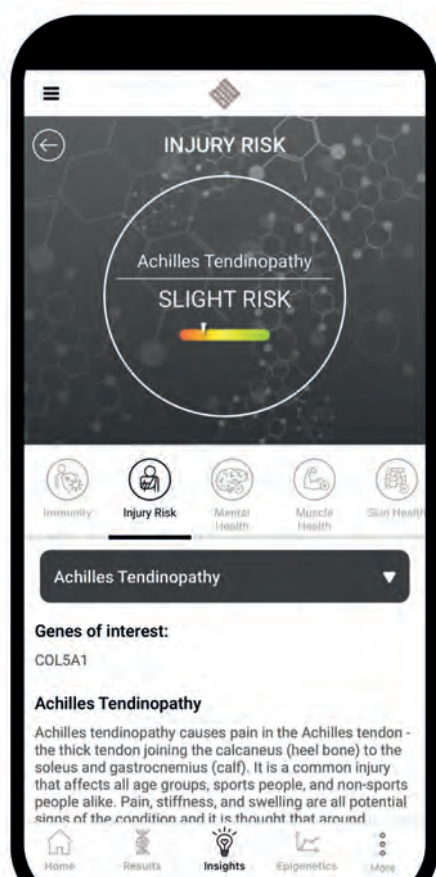 INJURY RISK
Achilles Tendinopathy
SLIGHT RISK
Immunity
Injury Risk
Mental
Health
Muscle
Health
Skin Health
Achilles Tendinopathy
Genes of interest:
COL5A1
Achilles Tendinopathy
Achilles tendinopathy causes pain in the Achilles tendon -
the thick tendon joining the calcaneus (heel bone) to the
soleus and gastrocnemius (calf). It is a common injury
that affects all age groups, sports people, and non-sports
people alike. Pain, stiffness, and swelling are all potential
signs of the condition and it is thought that around
Home
Results
Insights
Epigenetics
More